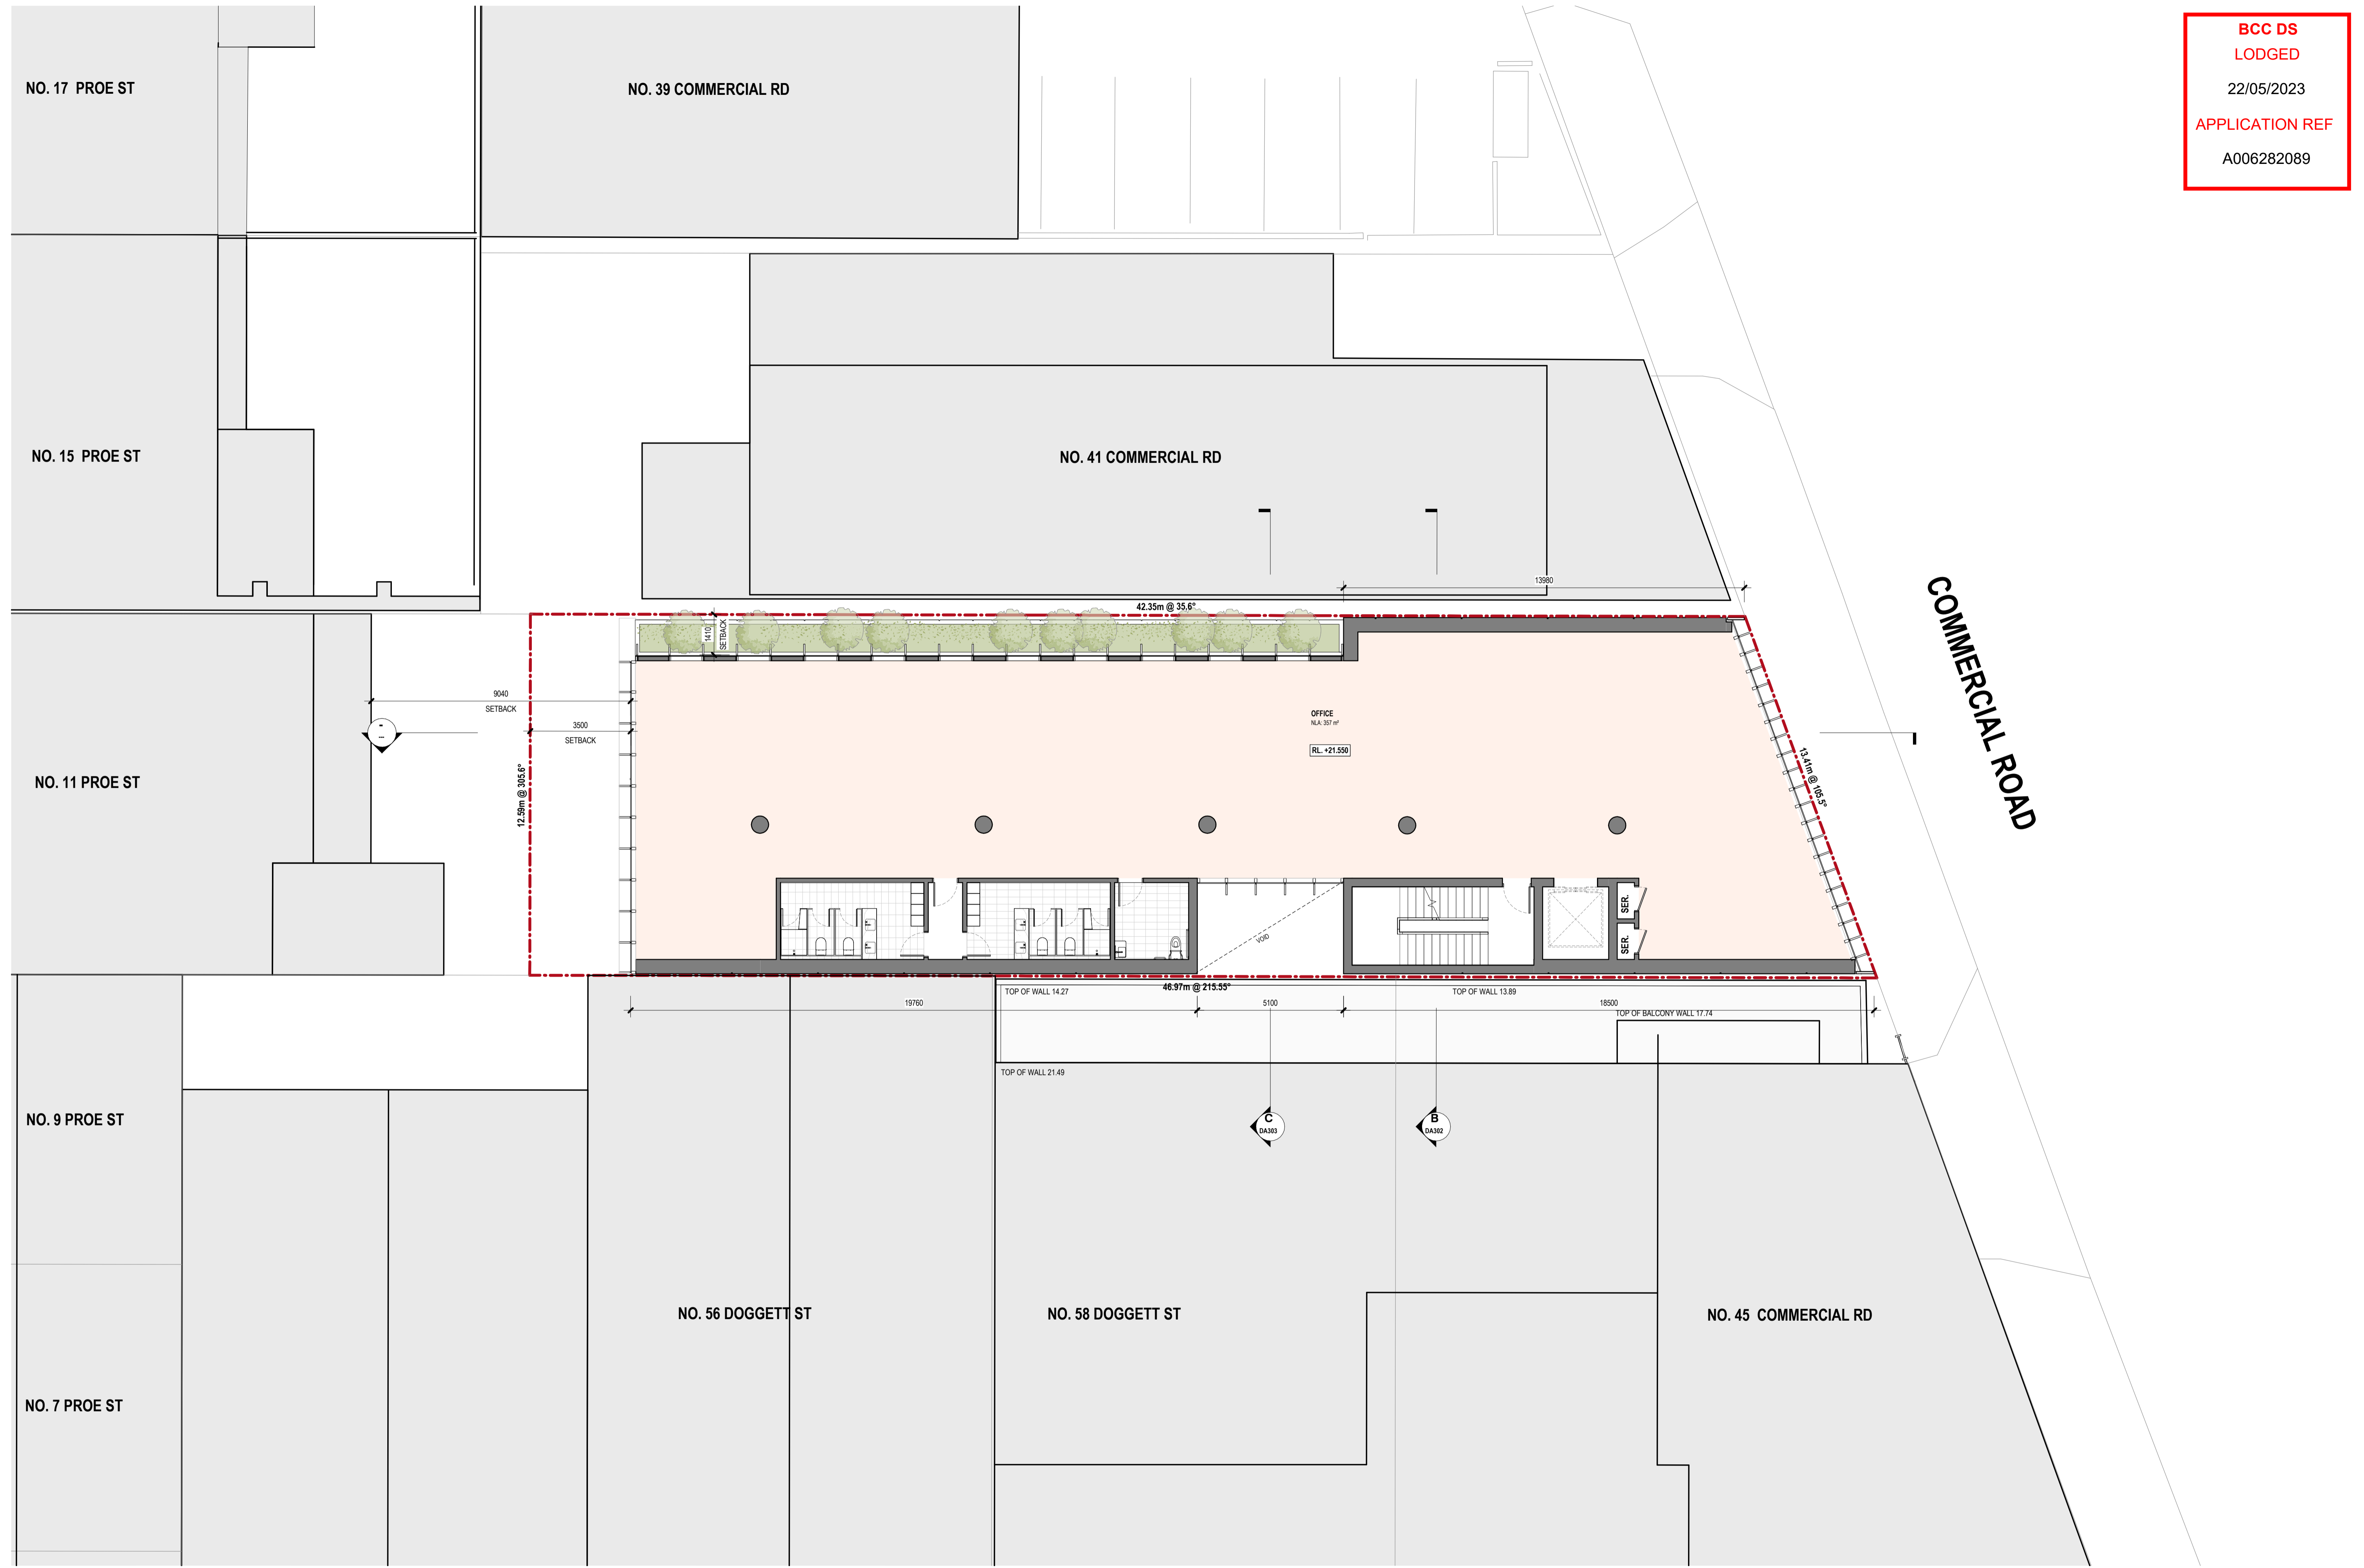 BCC DS
LODGED
22/05/2023
APPLICATION REF
A006282089
NO. 17 PROE ST
NO. 39 COMMERCIAL RD
NO. 15 PROE ST
NO. 41 COMMERCIAL RD
13980
42.35m @ 35.6°
1410
SETBACK
COMMERCIAL ROAD
9040
SETBACK
3500
SETBACK
OFFICE
NLA: 357 m²
RL. +21.550
NO. 11 PROE ST
12.59m @ 305.6°
13.41m @ 105.5°
SER.
SER.
VOID
46.97m @ 215.55°
TOP OF WALL 14.27
TOP OF WALL 13.89
19760
5100
18500
TOP OF BALCONY WALL 17.74
TOP OF WALL 21.49
NO. 9 PROE ST
C
DA303
B
DA302
NO. 56 DOGGETT ST
NO. 58 DOGGETT ST
NO. 45 COMMERCIAL RD
NO. 7 PROE ST